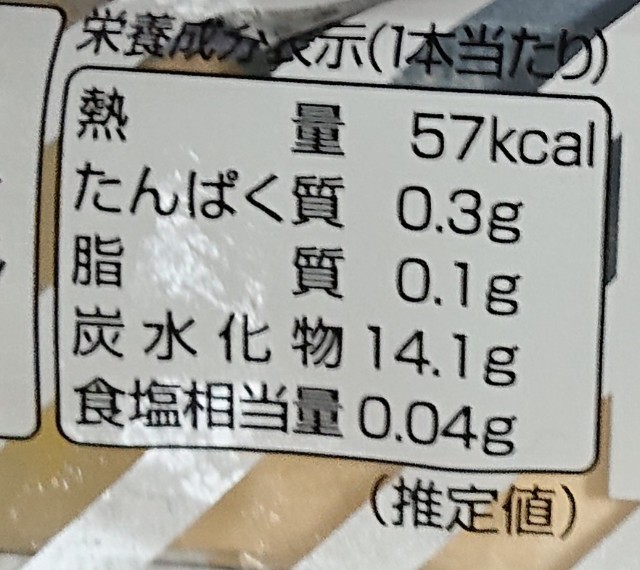 栄養成分表示(1本当たり)
熱量 57kcal
たんぱく質 0.3g
脂質 0.1g
炭水化物 14.1g
食塩相当量 0.04g
(推定値)